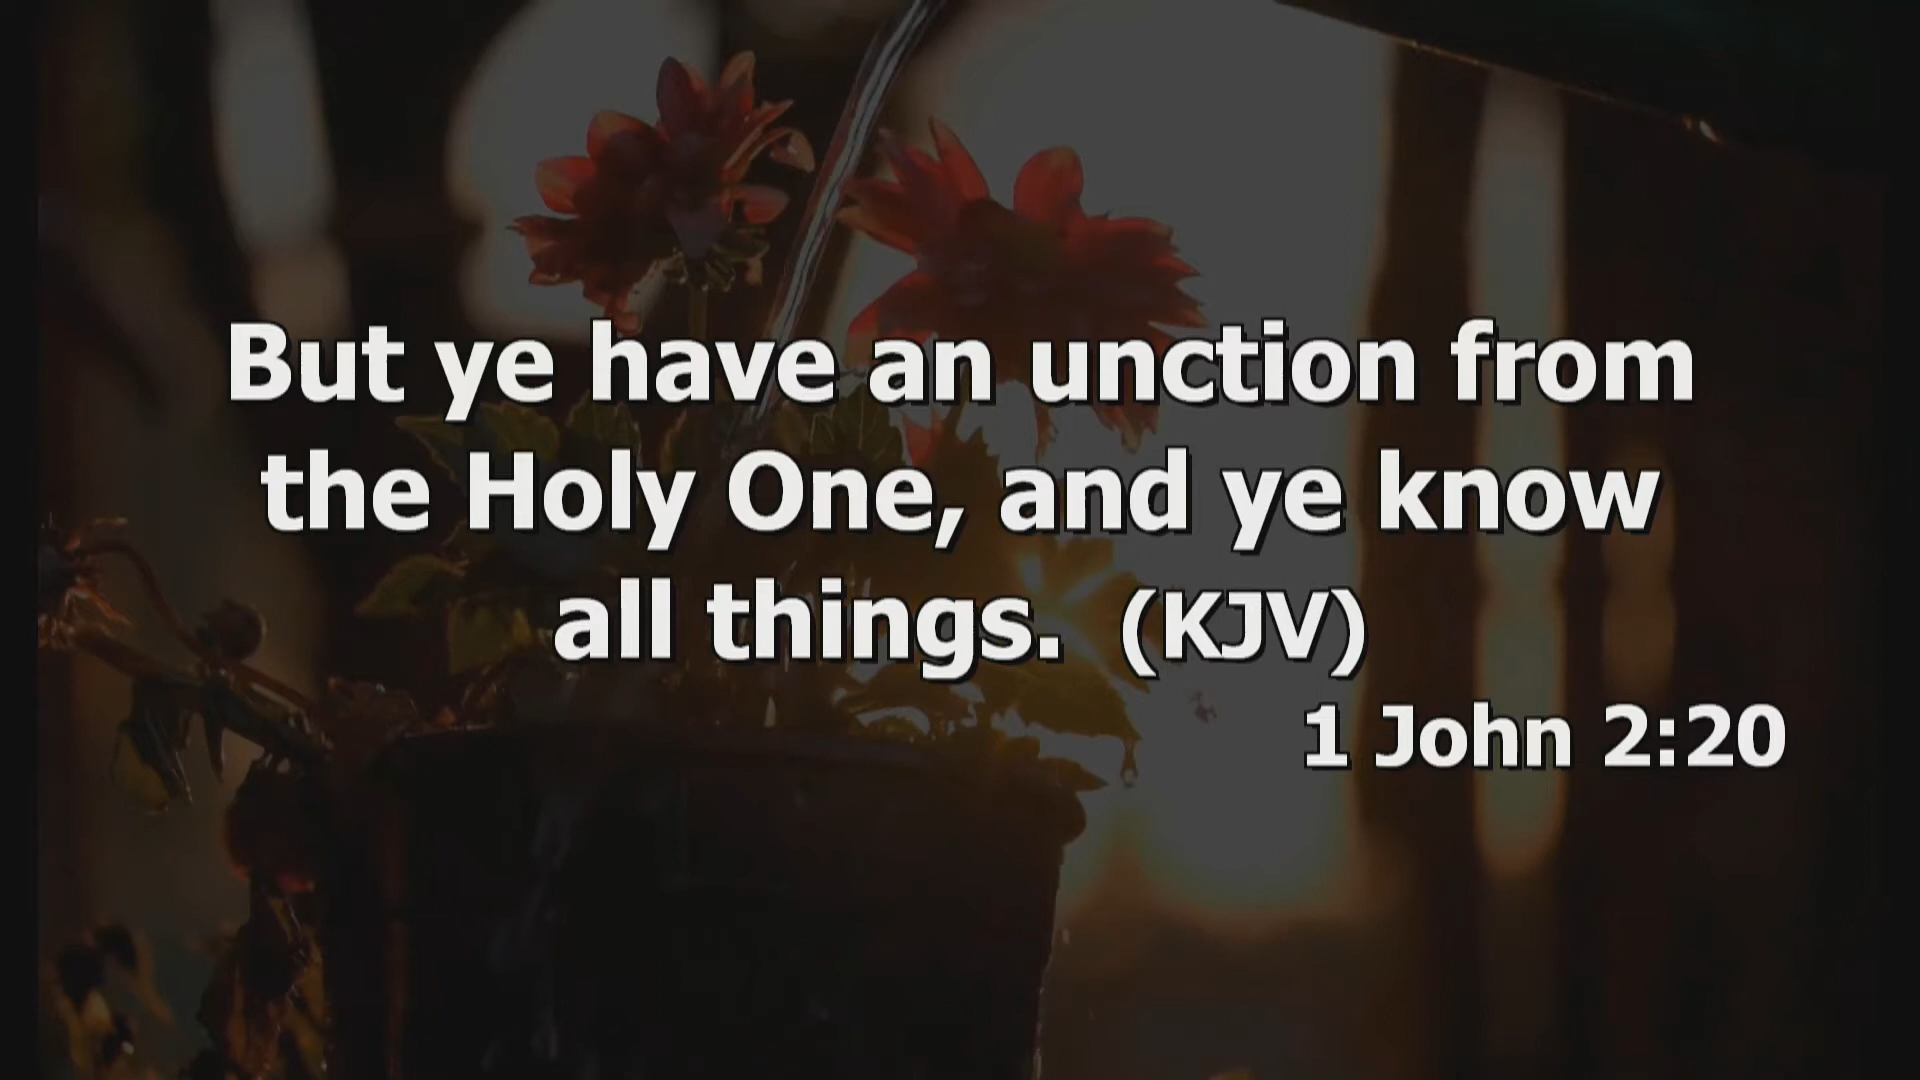 But ye have an unction from
the Holy One, and ye know
all things. (KJV)
1 John 2:20